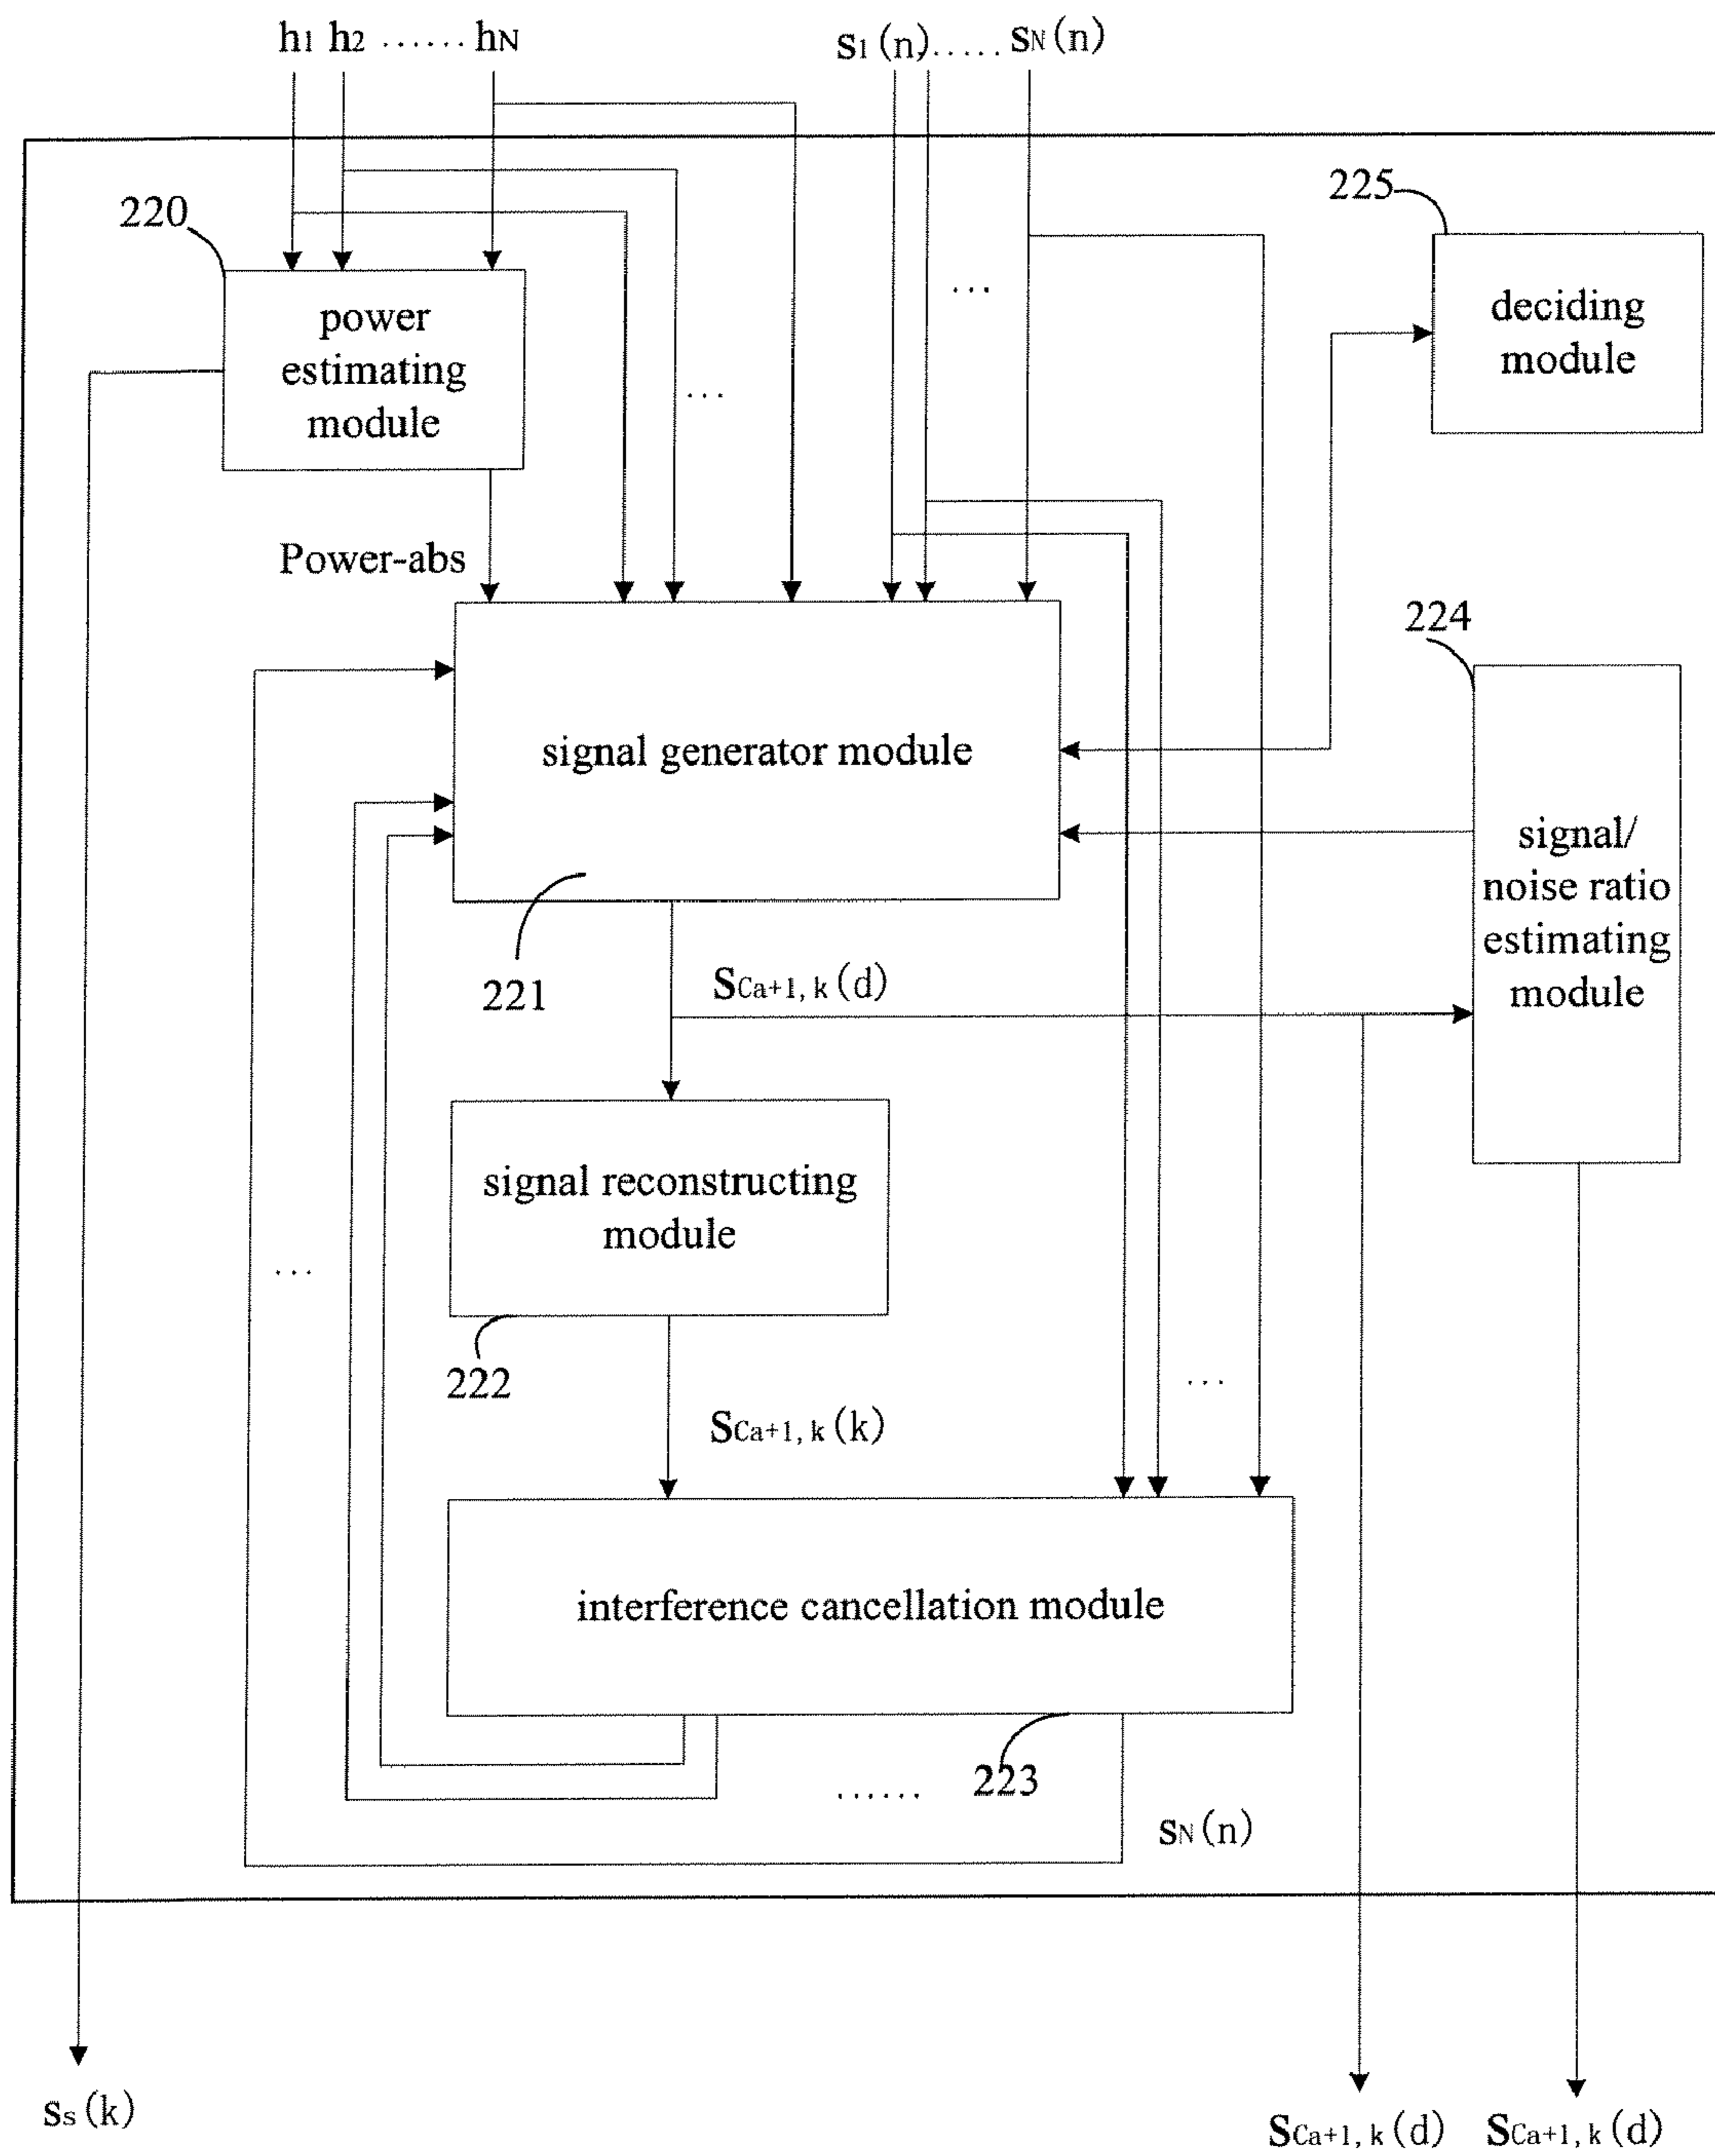 h1 h2 ...... hN
s1(n)..... sN(n)
220
225
power
estimating
module
...
deciding
module
...
Power-abs
224
signal generator module
signal/
noise ratio
estimating
module
221
SCa+1, k(d)
signal reconstructing
module
...
222
...
SCa+1, k(k)
interference cancellation module
......
223
sN(n)
ss(k)
SCa+1, k(d)
SCa+1, k(d)